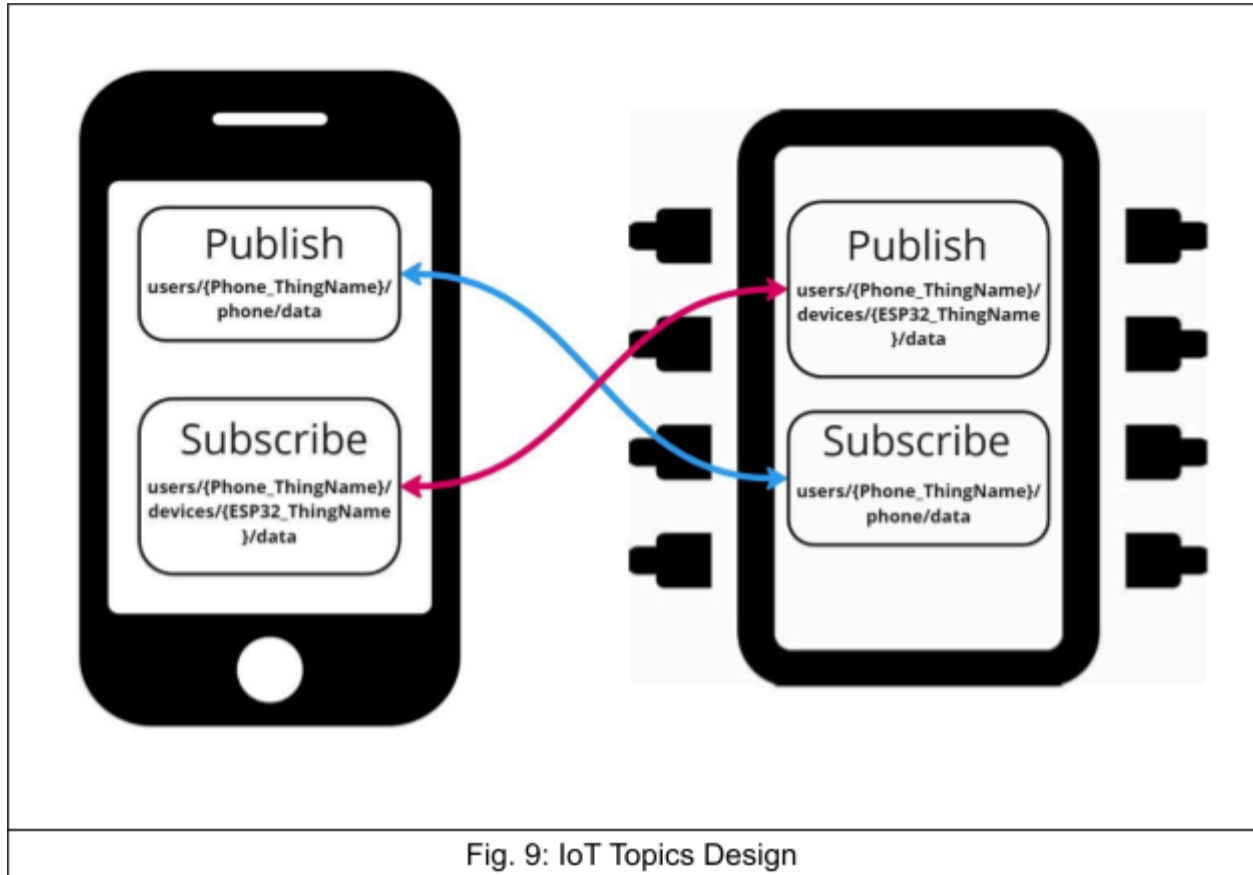 Publish
users/{Phone_ThingName}/
phone/data
Subscribe
users/{Phone_ThingName}/
devices/{ESP32_ThingName
}/data
Publish
users/{Phone_ThingName}/
devices/{ESP32_ThingName
}/data
Subscribe
users/{Phone_ThingName}/
phone/data
Fig. 9: IoT Topics Design